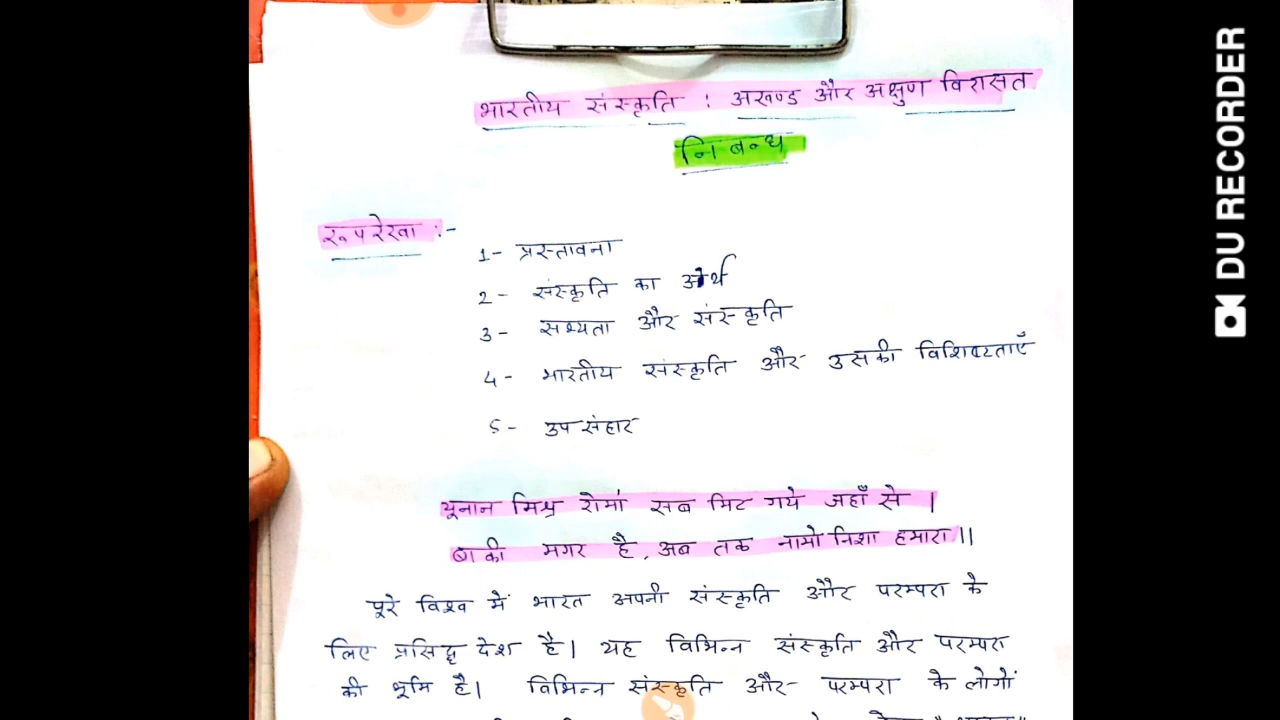 भारतीय संस्कृति : अखण्ड और अक्षुण विरासत
निबन्ध
रूपरेखा :-
1- प्रस्तावना
2- संस्कृति का अर्थ
3- सभ्यता और संस्कृति
4- भारतीय संस्कृति और उसकी विशिष्टताएँ
5- उपसंहार
यूनान मिश्र रोमां सब मिट गये जहाँ से ।
बाकी मगर है, अब तक नामो निशा हमारा ॥
पूरे विश्व में भारत अपनी संस्कृति और परम्परा के
लिए प्रसिद्ध देश है। यह विभिन्न संस्कृति और परम्परा
की भूमि है। विभिन्न संस्कृति और परम्परा के लोगों
DU RECORDER